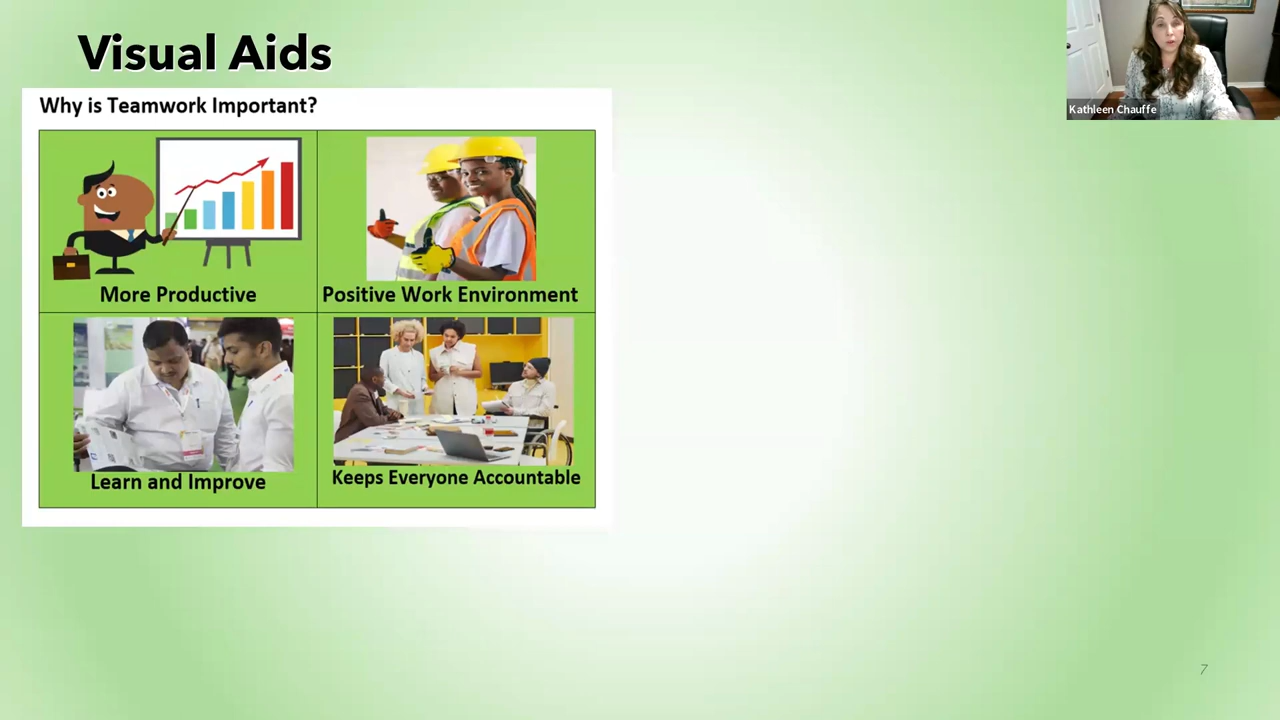 Visual Aids
Kathleen Chauffe
Why is Teamwork Important?
More Productive
Positive Work Environment
Learn and Improve
Keeps Everyone Accountable
7